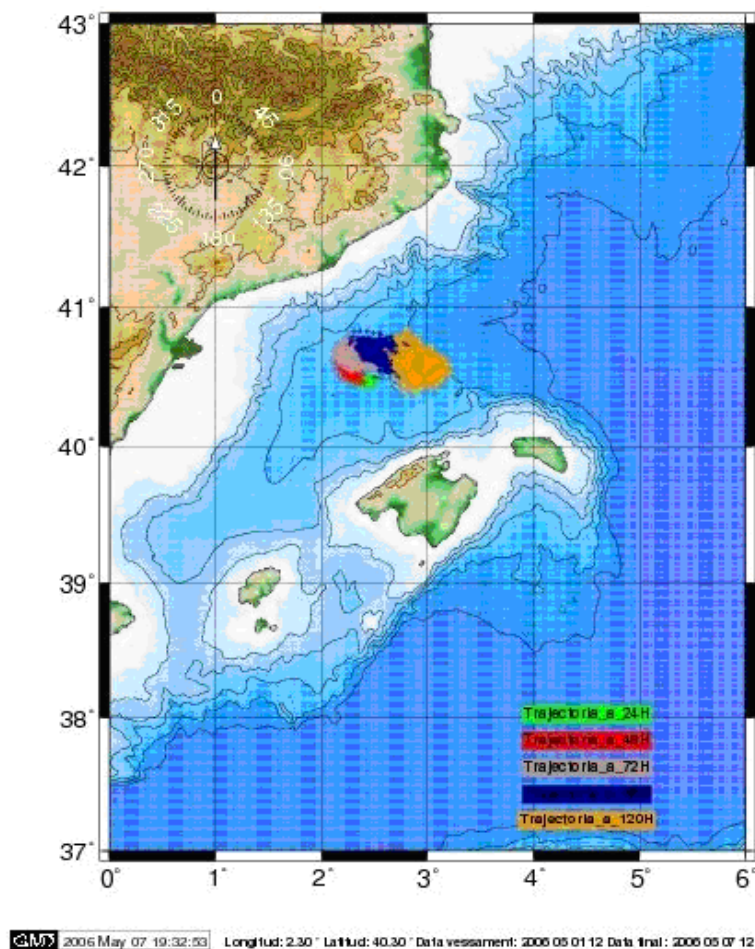 43°
42°
41°
40°
39°
38°
37°
0° 1° 2° 3° 4° 5° 6°
0
45
90
135
180
225
270
315
Trajectoria_a_24H
Trajectoria_a_48H
Trajectoria_a_72H
Trajectoria_a_120H
GMT 2006 May 07 19:32:53 Longitud: 2.30 ° Latitud: 40.30 ° Data vessament: 2006 05 01 12 Data final: 2006 05 07 12